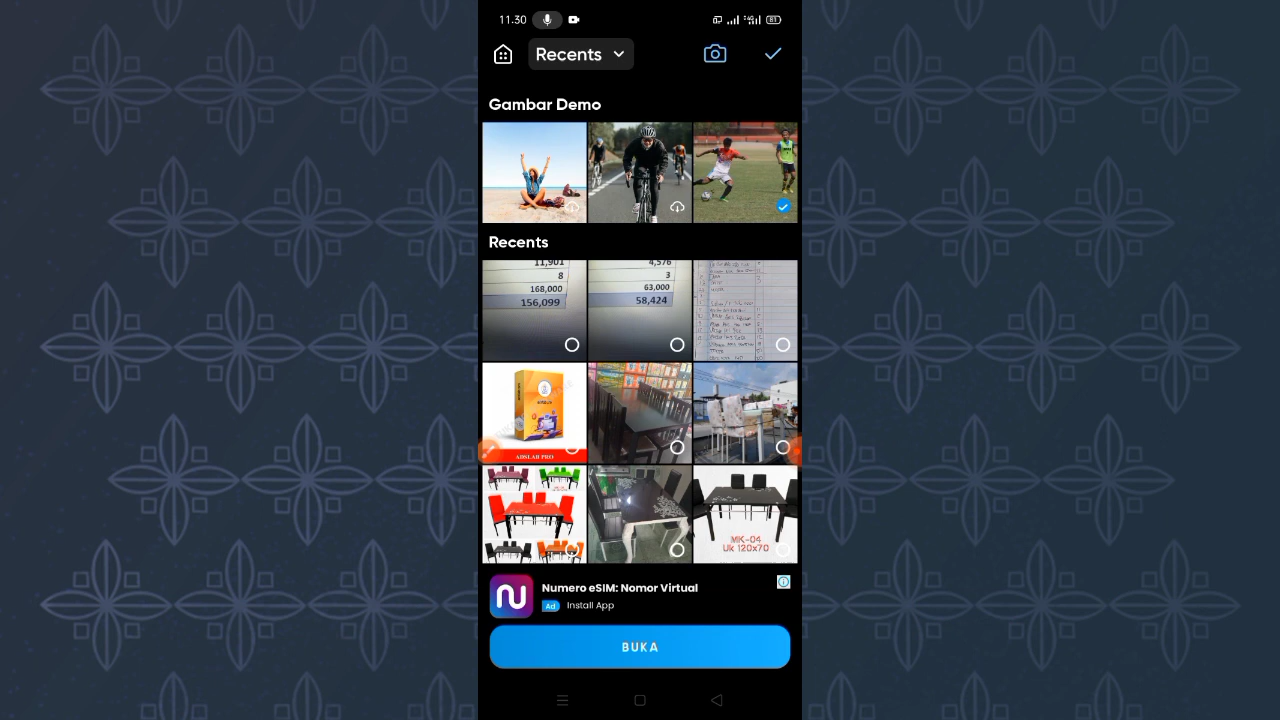 11.30
81
Recents
Gambar Demo
Recents
11,901
8
168,000
156,099
4,576
3
63,000
58,424
ADSLAB PRO
MK-04
Uk 120x70
Numero eSIM: Nomor Virtual
Ad Install App
BUKA